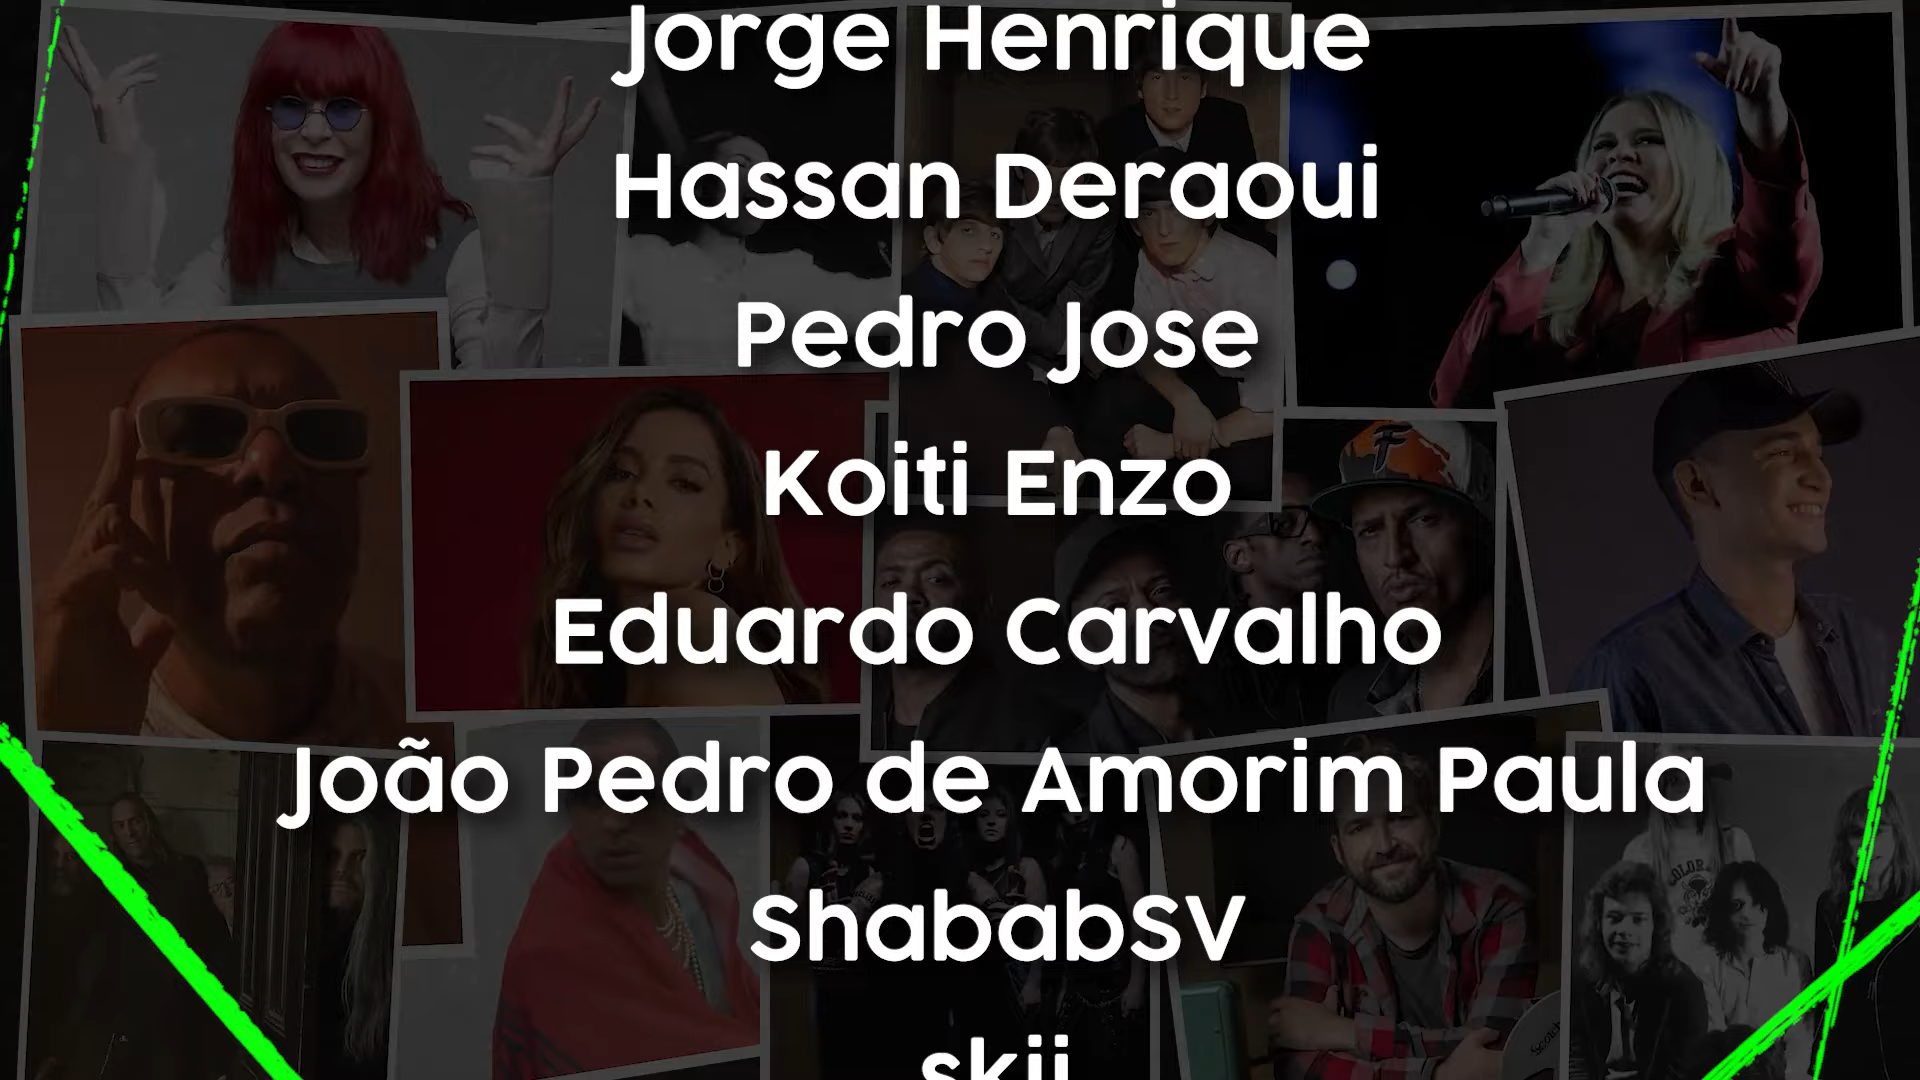 Jorge Henrique
Hassan Deraoui
Pedro Jose
Koiti Enzo
Eduardo Carvalho
João Pedro de Amorim Paula
ShababSV